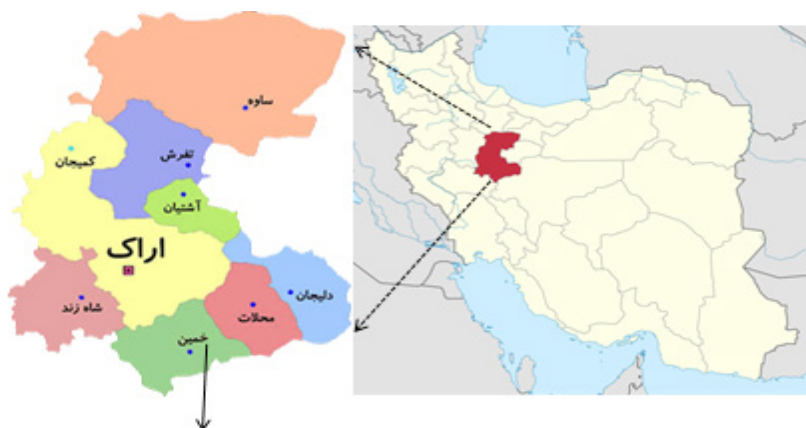 ساوه
تفرش
کمیجان
آشتیان
اراک
دلیجان
شاه زند
محلات
خمین